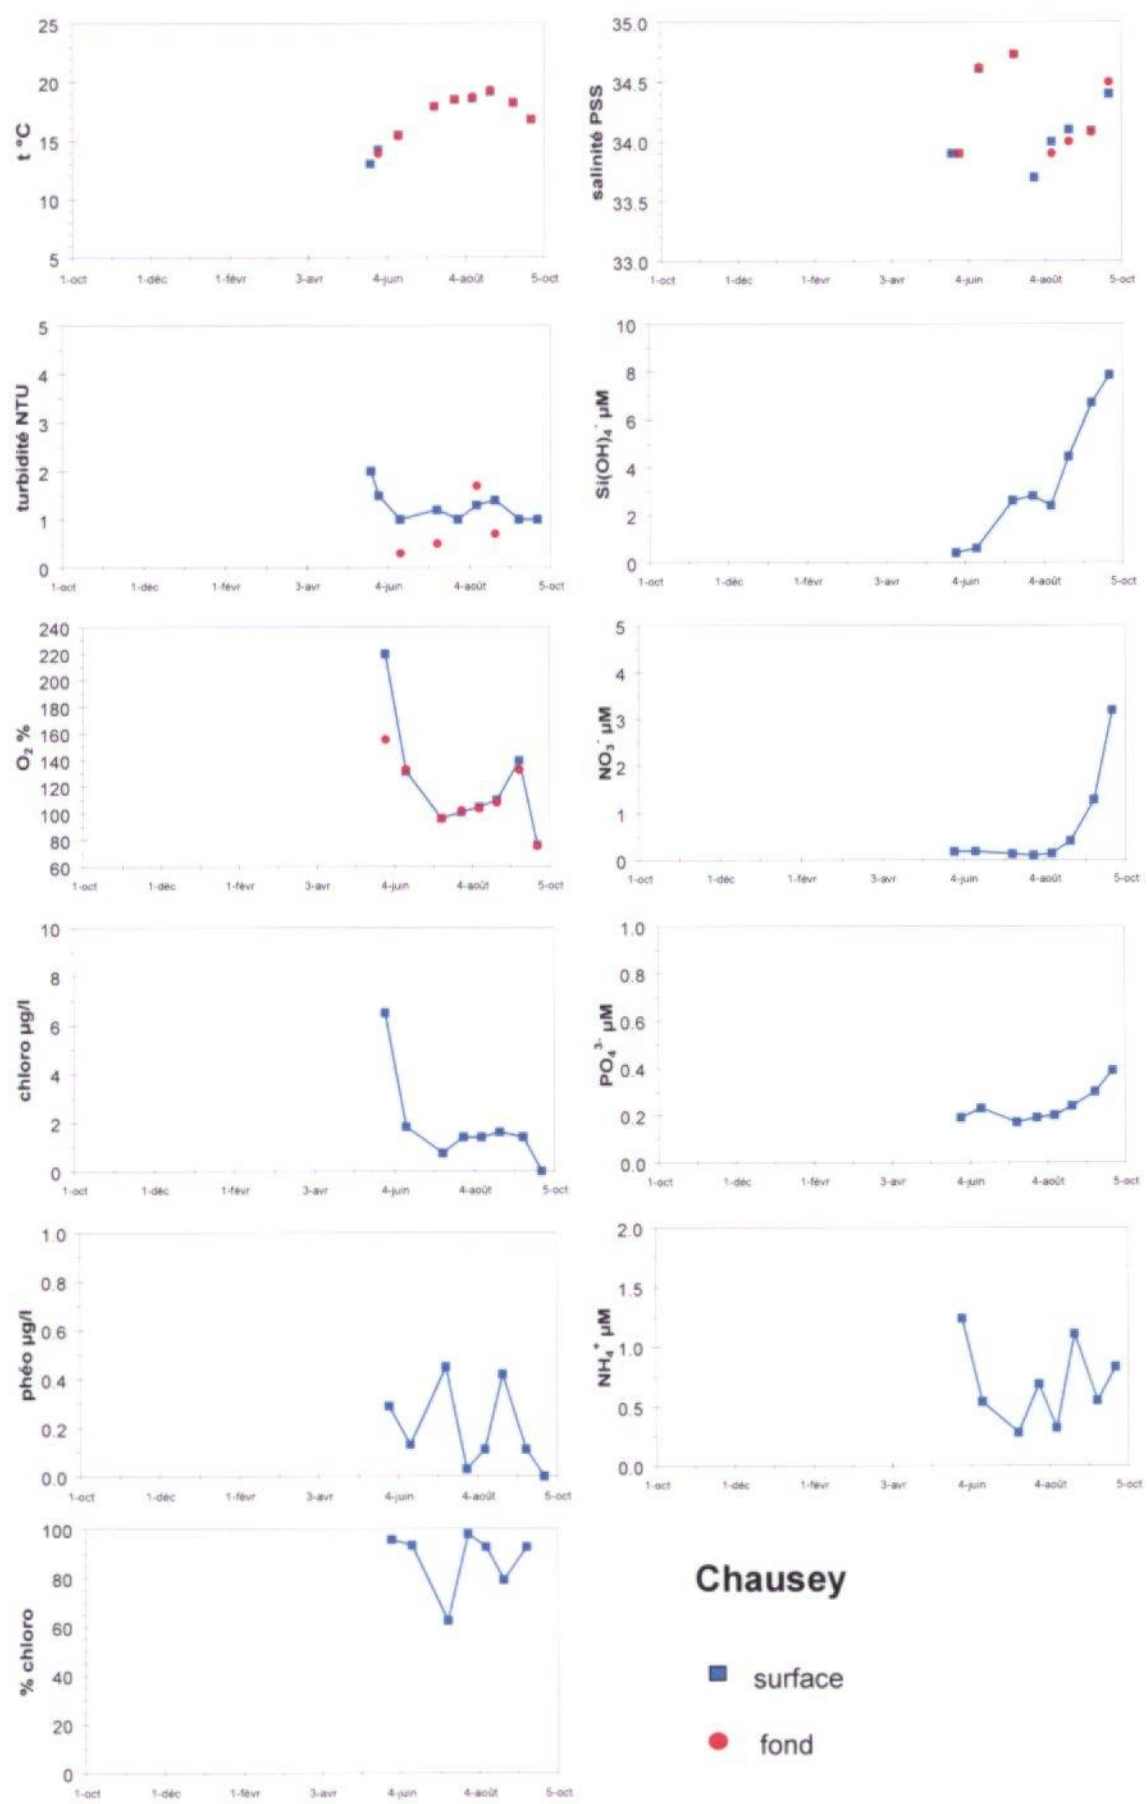 t °C
25
20
15
10
5
1-oct 1-déc 1-févr 3-avr 4-juin 4-août 5-oct
salinité PSS
35.0
34.5
34.0
33.5
33.0
1-oct 1-déc 1-févr 3-avr 4-juin 4-août 5-oct
turbidité NTU
5
4
3
2
1
0
1-oct 1-déc 1-févr 3-avr 4-juin 4-août 5-oct
Si(OH)₄⁻ µM
10
8
6
4
2
0
1-oct 1-déc 1-févr 3-avr 4-juin 4-août 5-oct
O₂ %
240
220
200
180
160
140
120
100
80
60
1-oct 1-déc 1-févr 3-avr 4-juin 4-août 5-oct
NO₃⁻ µM
5
4
3
2
1
0
1-oct 1-déc 1-févr 3-avr 4-juin 4-août 5-oct
chloro µg/l
10
8
6
4
2
0
1-oct 1-déc 1-févr 3-avr 4-juin 4-août 5-oct
PO₄³⁻ µM
1.0
0.8
0.6
0.4
0.2
0.0
1-oct 1-déc 1-févr 3-avr 4-juin 4-août 5-oct
phéo µg/l
1.0
0.8
0.6
0.4
0.2
0.0
1-oct 1-déc 1-févr 3-avr 4-juin 4-août 5-oct
NH₄⁺ µM
2.0
1.5
1.0
0.5
0.0
1-oct 1-déc 1-févr 3-avr 4-juin 4-août 5-oct
% chloro
100
80
60
40
20
0
1-oct 1-déc 1-févr 3-avr 4-juin 4-août 5-oct
Chausey
surface
fond